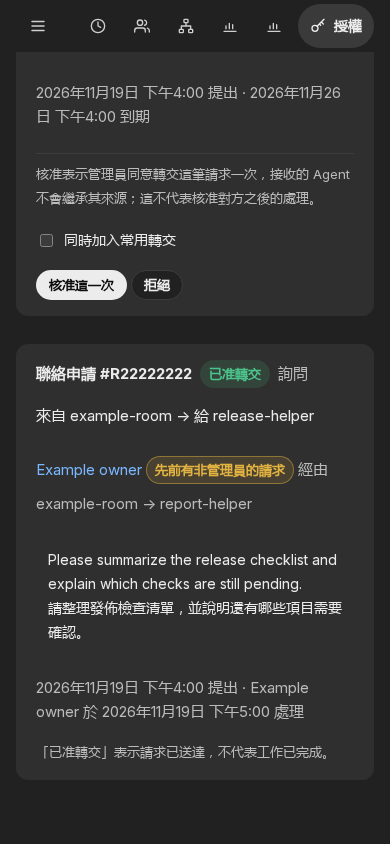 授權
2026年11月19日 下午4:00 提出 · 2026年11月26
日 下午4:00 到期
核准表示管理員同意轉交這筆請求一次，接收的 Agent
不會繼承其來源；這不代表核准對方之後的處理。
同時加入常用轉交
核准這一次 拒絕
聯絡申請 #R22222222 已准轉交 詢問
來自 example-room → 給 release-helper
Example owner 先前有非管理員的請求 經由
example-room → report-helper
Please summarize the release checklist and
explain which checks are still pending.
請整理發佈檢查清單，並說明還有哪些項目需要
確認。
2026年11月19日 下午4:00 提出 · Example
owner 於 2026年11月19日 下午5:00 處理
「已准轉交」表示請求已送達，不代表工作已完成。